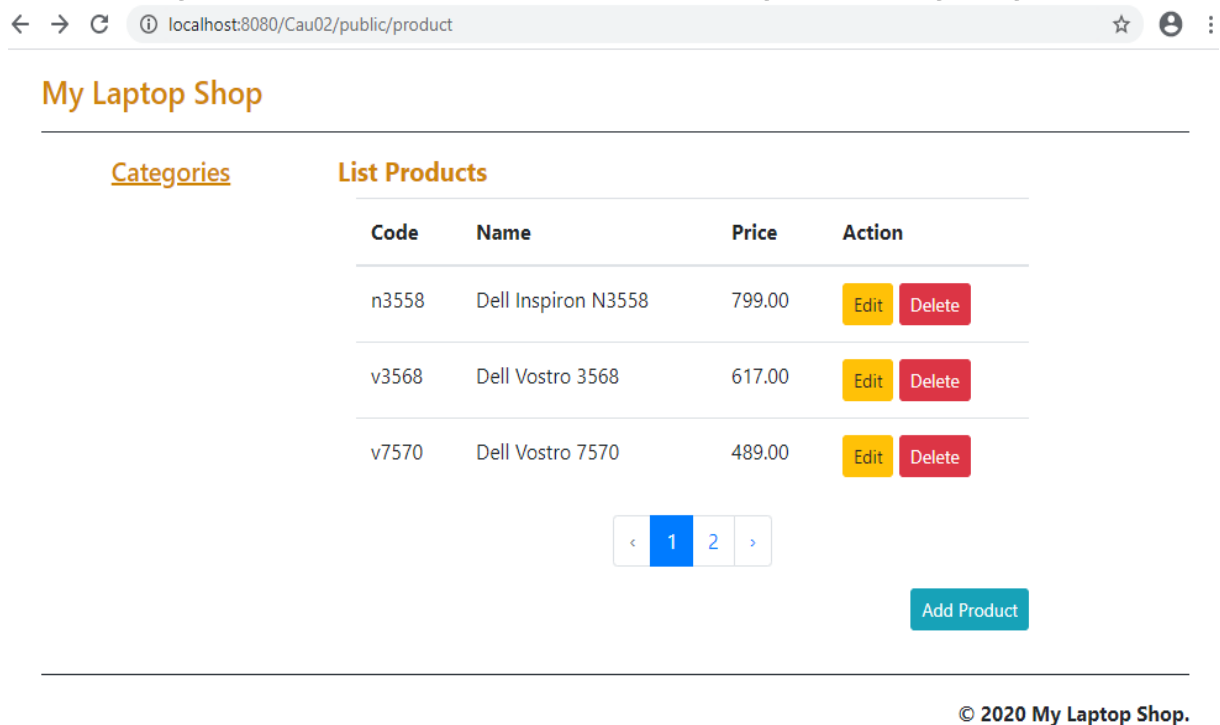 localhost:8080/Cau02/public/product
My Laptop Shop
Categories
List Products
Code Name Price Action
n3558 Dell Inspiron N3558 799.00 Edit Delete
v3568 Dell Vostro 3568 617.00 Edit Delete
v7570 Dell Vostro 7570 489.00 Edit Delete
‹ 1 2 ›
Add Product
© 2020 My Laptop Shop.